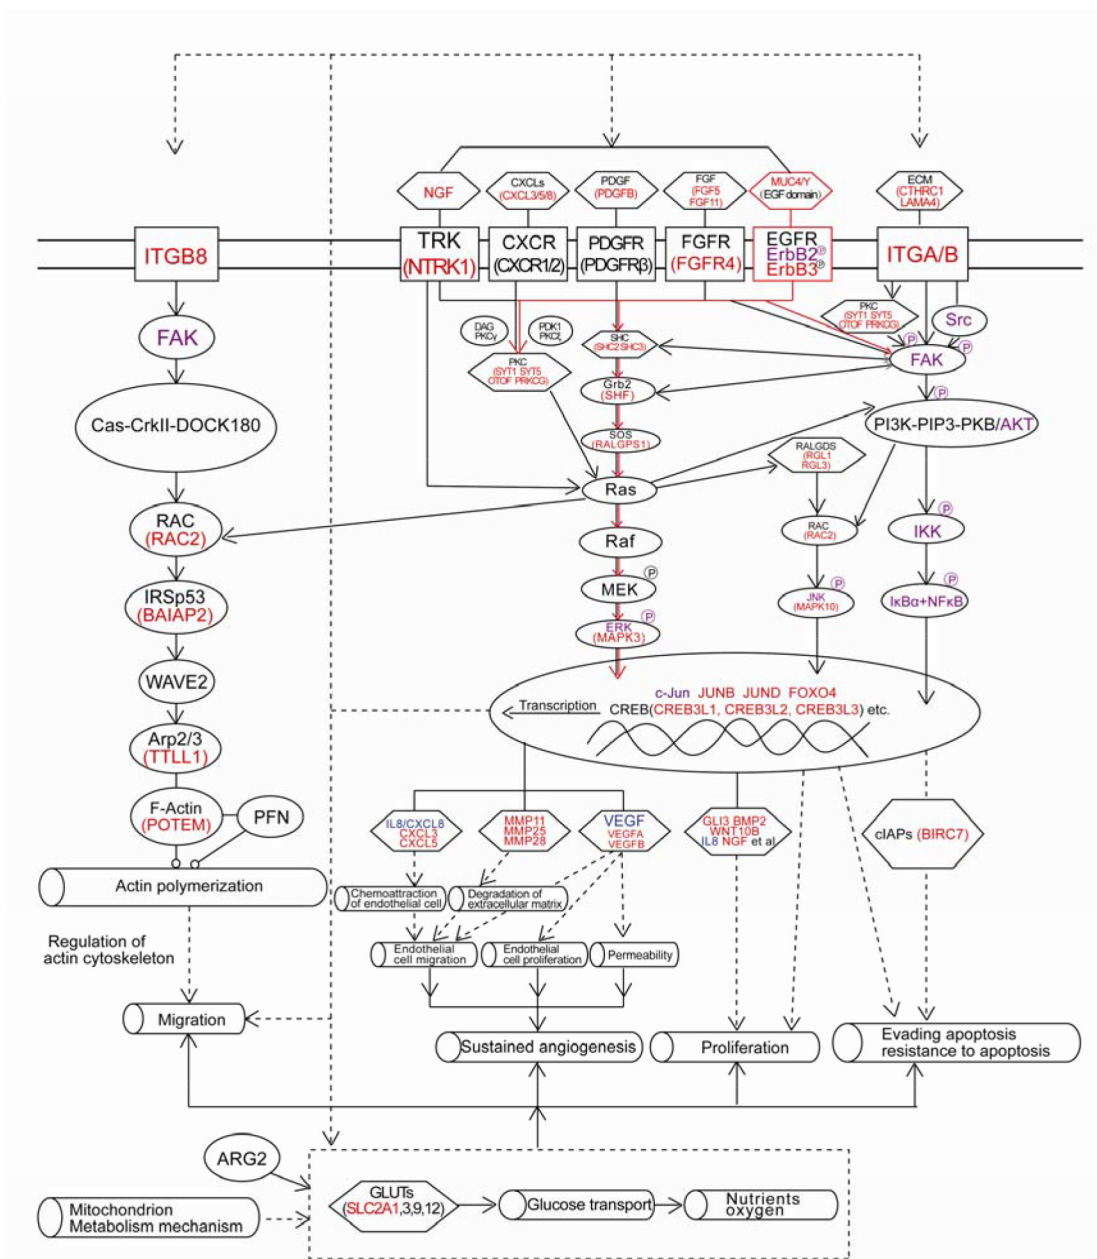 NGF
CXCLs
(CXCL3/5/8)
PDGF
(PDGFB)
FGF
(FGF5
FGF11)
MUC4/Y
(EGF domain)
ECM
(CTHRC1
LAMA4)
ITGB8
TRK
(NTRK1)
CXCR
(CXCR1/2)
PDGFR
(PDGFRβ)
FGFR
(FGFR4)
EGFR
ErbB2 P
ErbB3 P
ITGA/B
FAK
DAG
PKCγ
PDK1
PKCξ
PKC
(SYT1 SYT5
OTOF PRKCG)
SHC
(SHC2 SHC3)
PKC
(SYT1 SYT5
OTOF PRKCG)
Src
P
P
P
FAK
Grb2
(SHF)
P
Cas-CrkII-DOCK180
SOS
(RALGPS1)
PI3K-PIP3-PKB/AKT
RALGDS
(RGL1
RGL3)
Ras
RAC
(RAC2)
Raf
RAC
(RAC2)
P
IKK
MEK
P
IRSp53
(BAIAP2)
P
JNK
(MAPK10)
P
IκBα+NFκB
ERK
(MAPK3)
P
WAVE2
c-Jun JUNB JUND FOXO4
Transcription
CREB(CREB3L1, CREB3L2, CREB3L3) etc.
Arp2/3
(TTLL1)
F-Actin
(POTEM)
PFN
IL8/CXCL8
CXCL3
CXCL5
MMP11
MMP25
MMP28
VEGF
VEGFA
VEGFB
GLI3 BMP2
WNT10B
IL8 NGF et al
cIAPs (BIRC7)
Actin polymerization
Chemoattraction
of endothelial cell
Degradation of
extracellular matrix
Regulation of
actin cytoskeleton
Endothelial
cell migration
Endothelial
cell proliferation
Permeability
Migration
Sustained angiogenesis
Proliferation
Evading apoptosis
resistance to apoptosis
ARG2
GLUTs
(SLC2A1,3,9,12)
Glucose transport
Nutrients
oxygen
Mitochondrion
Metabolism mechanism